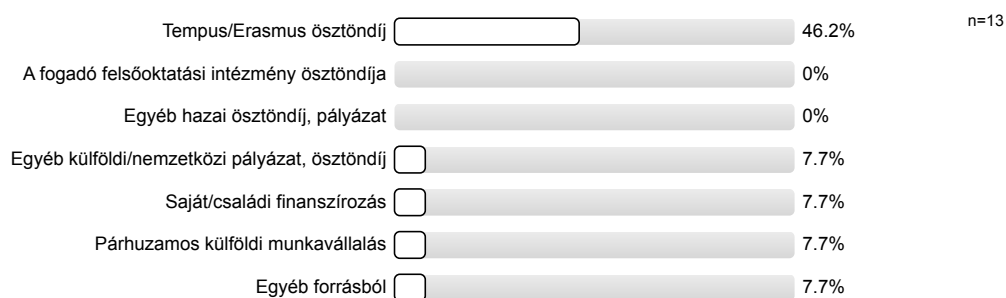 Tempus/Erasmus ösztöndíj 46.2% n=13
A fogadó felsőoktatási intézmény ösztöndíja 0%
Egyéb hazai ösztöndíj, pályázat 0%
Egyéb külföldi/nemzetközi pályázat, ösztöndíj 7.7%
Saját/családi finanszírozás 7.7%
Párhuzamos külföldi munkavállalás 7.7%
Egyéb forrásból 7.7%